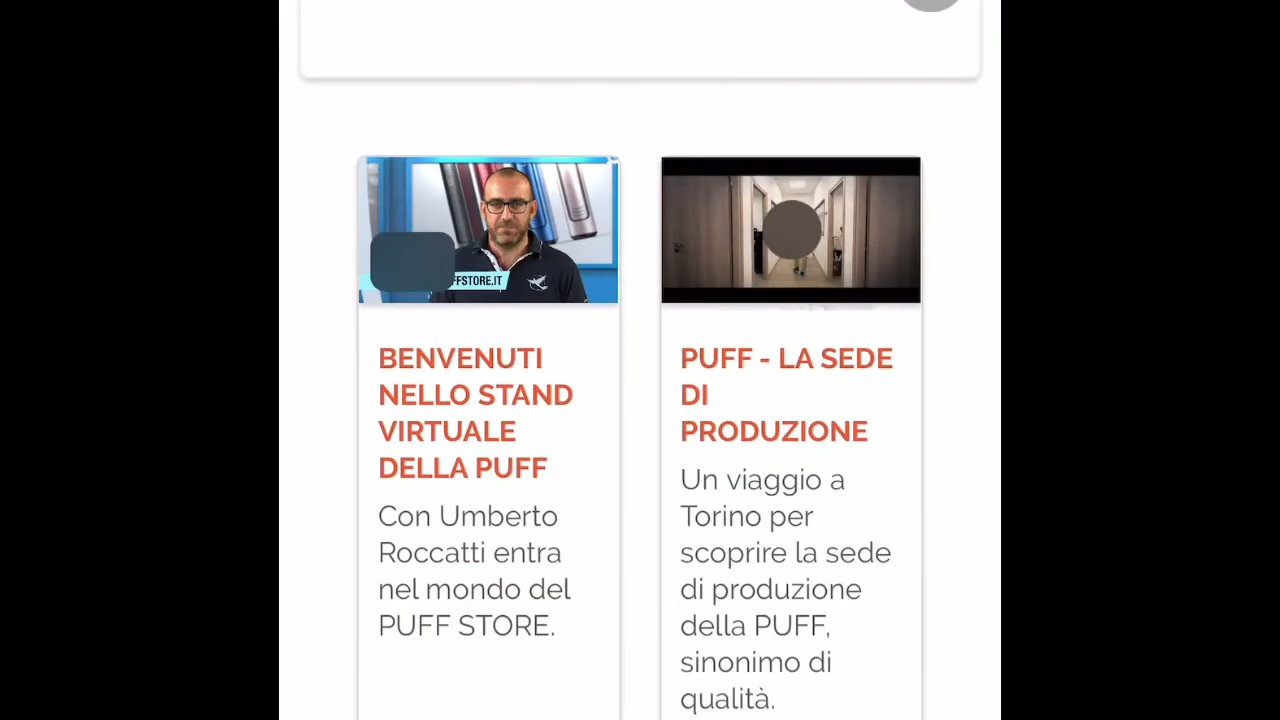 FFSTORE.IT
BENVENUTI
NELLO STAND
VIRTUALE
DELLA PUFF
Con Umberto
Roccatti entra
nel mondo del
PUFF STORE.
PUFF - LA SEDE
DI
PRODUZIONE
Un viaggio a
Torino per
scoprire la sede
di produzione
della PUFF,
sinonimo di
qualità.